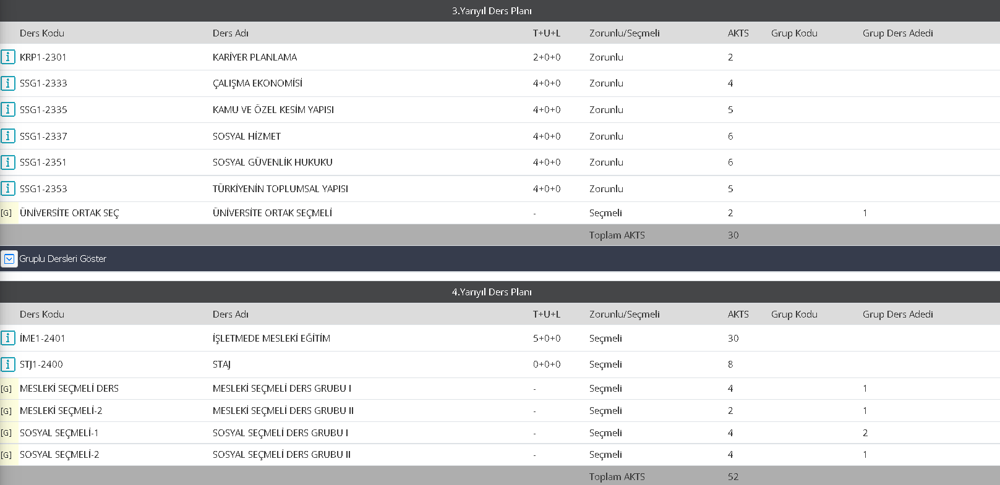 3.Yarıyıl Ders Planı
Ders Kodu Ders Adı T+U+L Zorunlu/Seçmeli AKTS Grup Kodu Grup Ders Adedi
KRP1-2301 KARİYER PLANLAMA 2+0+0 Zorunlu 2
SSG1-2333 ÇALIŞMA EKONOMİSİ 4+0+0 Zorunlu 4
SSG1-2335 KAMU VE ÖZEL KESİM YAPISI 4+0+0 Zorunlu 5
SSG1-2337 SOSYAL HİZMET 4+0+0 Zorunlu 6
SSG1-2351 SOSYAL GÜVENLİK HUKUKU 4+0+0 Zorunlu 6
SSG1-2353 TÜRKİYENİN TOPLUMSAL YAPISI 4+0+0 Zorunlu 5
[G] ÜNİVERSİTE ORTAK SEÇ ÜNİVERSİTE ORTAK SEÇMELİ - Seçmeli 2 1
Toplam AKTS 30
Gruplu Dersleri Göster
4.Yarıyıl Ders Planı
Ders Kodu Ders Adı T+U+L Zorunlu/Seçmeli AKTS Grup Kodu Grup Ders Adedi
İME1-2401 İŞLETMEDE MESLEKİ EĞİTİM 5+0+0 Seçmeli 30
STJ1-2400 STAJ 0+0+0 Seçmeli 8
[G] MESLEKİ SEÇMELİ DERS MESLEKİ SEÇMELİ DERS GRUBU I - Seçmeli 4 1
[G] MESLEKİ SEÇMELİ-2 MESLEKİ SEÇMELİ DERS GRUBU II - Seçmeli 2 1
[G] SOSYAL SEÇMELİ-1 SOSYAL SEÇMELİ DERS GRUBU I - Seçmeli 4 2
[G] SOSYAL SEÇMELİ-2 SOSYAL SEÇMELİ DERS GRUBU II - Seçmeli 4 1
Toplam AKTS 52